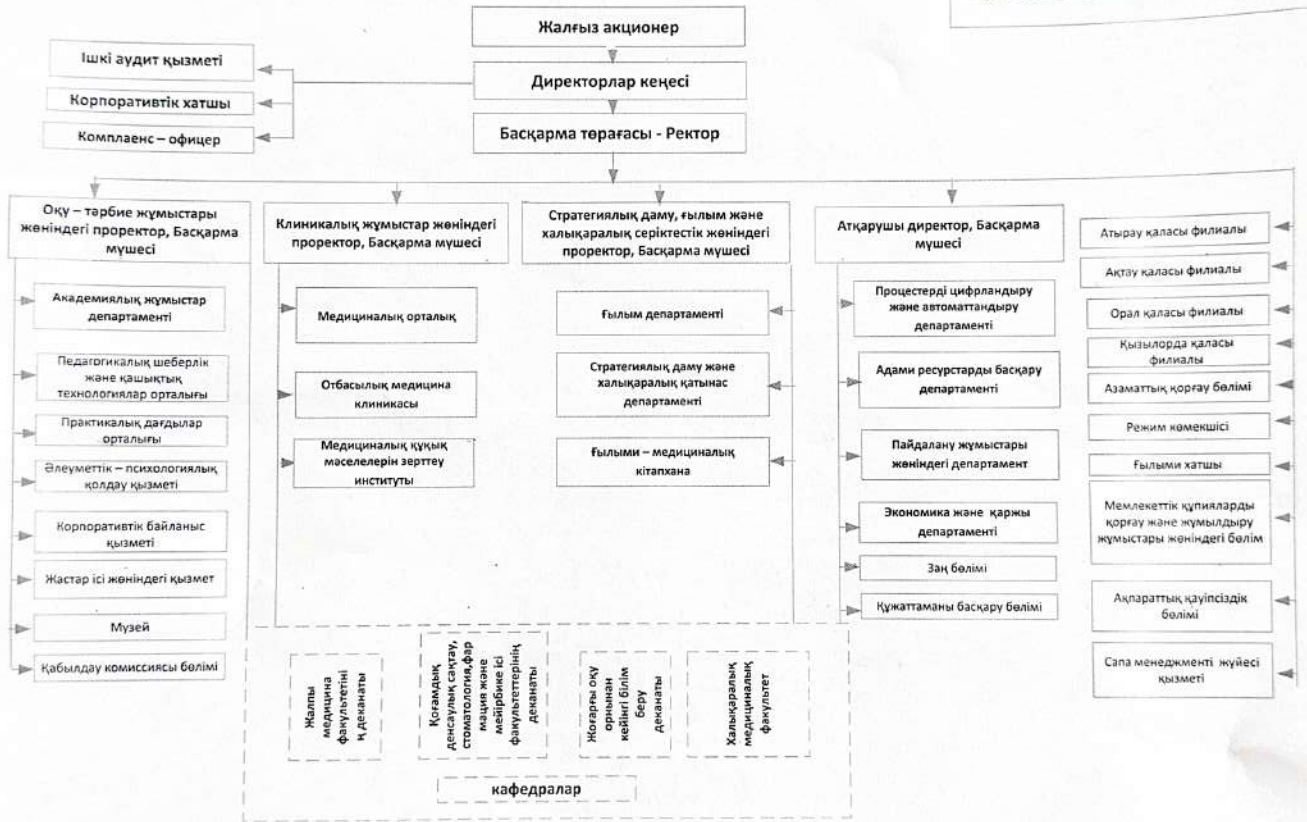 Жалғыз акционер
Директорлар кеңесі
Басқарма төрағасы - Ректор
Ішкі аудит қызметі
Корпоративтік хатшы
Комплаенс – офицер
Оқу – тәрбие жұмыстары
жөніндегі проректор, Басқарма
мүшесі
Академиялық жұмыстар
департаменті
Педагогикалық шеберлік
және қашықтық
технологиялар орталығы
Практикалық дағдылар
орталығы
Әлеуметтік – психологиялық
қолдау қызметі
Корпоративтік байланыс
қызметі
Жастар ісі жөніндегі қызмет
Музей
Қабылдау комиссиясы бөлімі
Клиникалық жұмыстар жөніндегі
проректор, Басқарма мүшесі
Медициналық орталық
Отбасылық медицина
клиникасы
Медициналық құқық
мәселелерін зерттеу
институты
Стратегиялық даму, ғылым және
халықаралық серіктестік жөніндегі
проректор, Басқарма мүшесі
Ғылым департаменті
Стратегиялық даму және
халықаралық қатынас
департаменті
Ғылыми – медициналық
кітапхана
Атқарушы директор, Басқарма
мүшесі
Процестерді цифрландыру
және автоматтандыру
департаменті
Адами ресурстарды басқару
департаменті
Пайдалану жұмыстары
жөніндегі департамент
Экономика және қаржы
департаменті
Заң бөлімі
Құжаттаманы басқару бөлімі
Атырау қаласы филиалы
Ақтау қаласы филиалы
Орал қаласы филиалы
Қызылорда қаласы
филиалы
Азаматтық қорғау бөлімі
Режим көмекшісі
Ғылыми хатшы
Мемлекеттік құпияларды
қорғау және жұмылдыру
жұмыстары жөніндегі бөлім
Ақпараттық қауіпсіздік
бөлімі
Сапа менеджменті жүйесі
қызметі
Жалпы
медицина
факультетіні
ң деканаты
Қоғамдық
денсаулық сақтау,
стоматология,фар
мация және
мейірбике ісі
факультеттерінің
деканаты
Жоғарғы оқу
орнынан
кейінгі білім
беру
деканаты
Халықаралық
медициналық
факультет
кафедралар